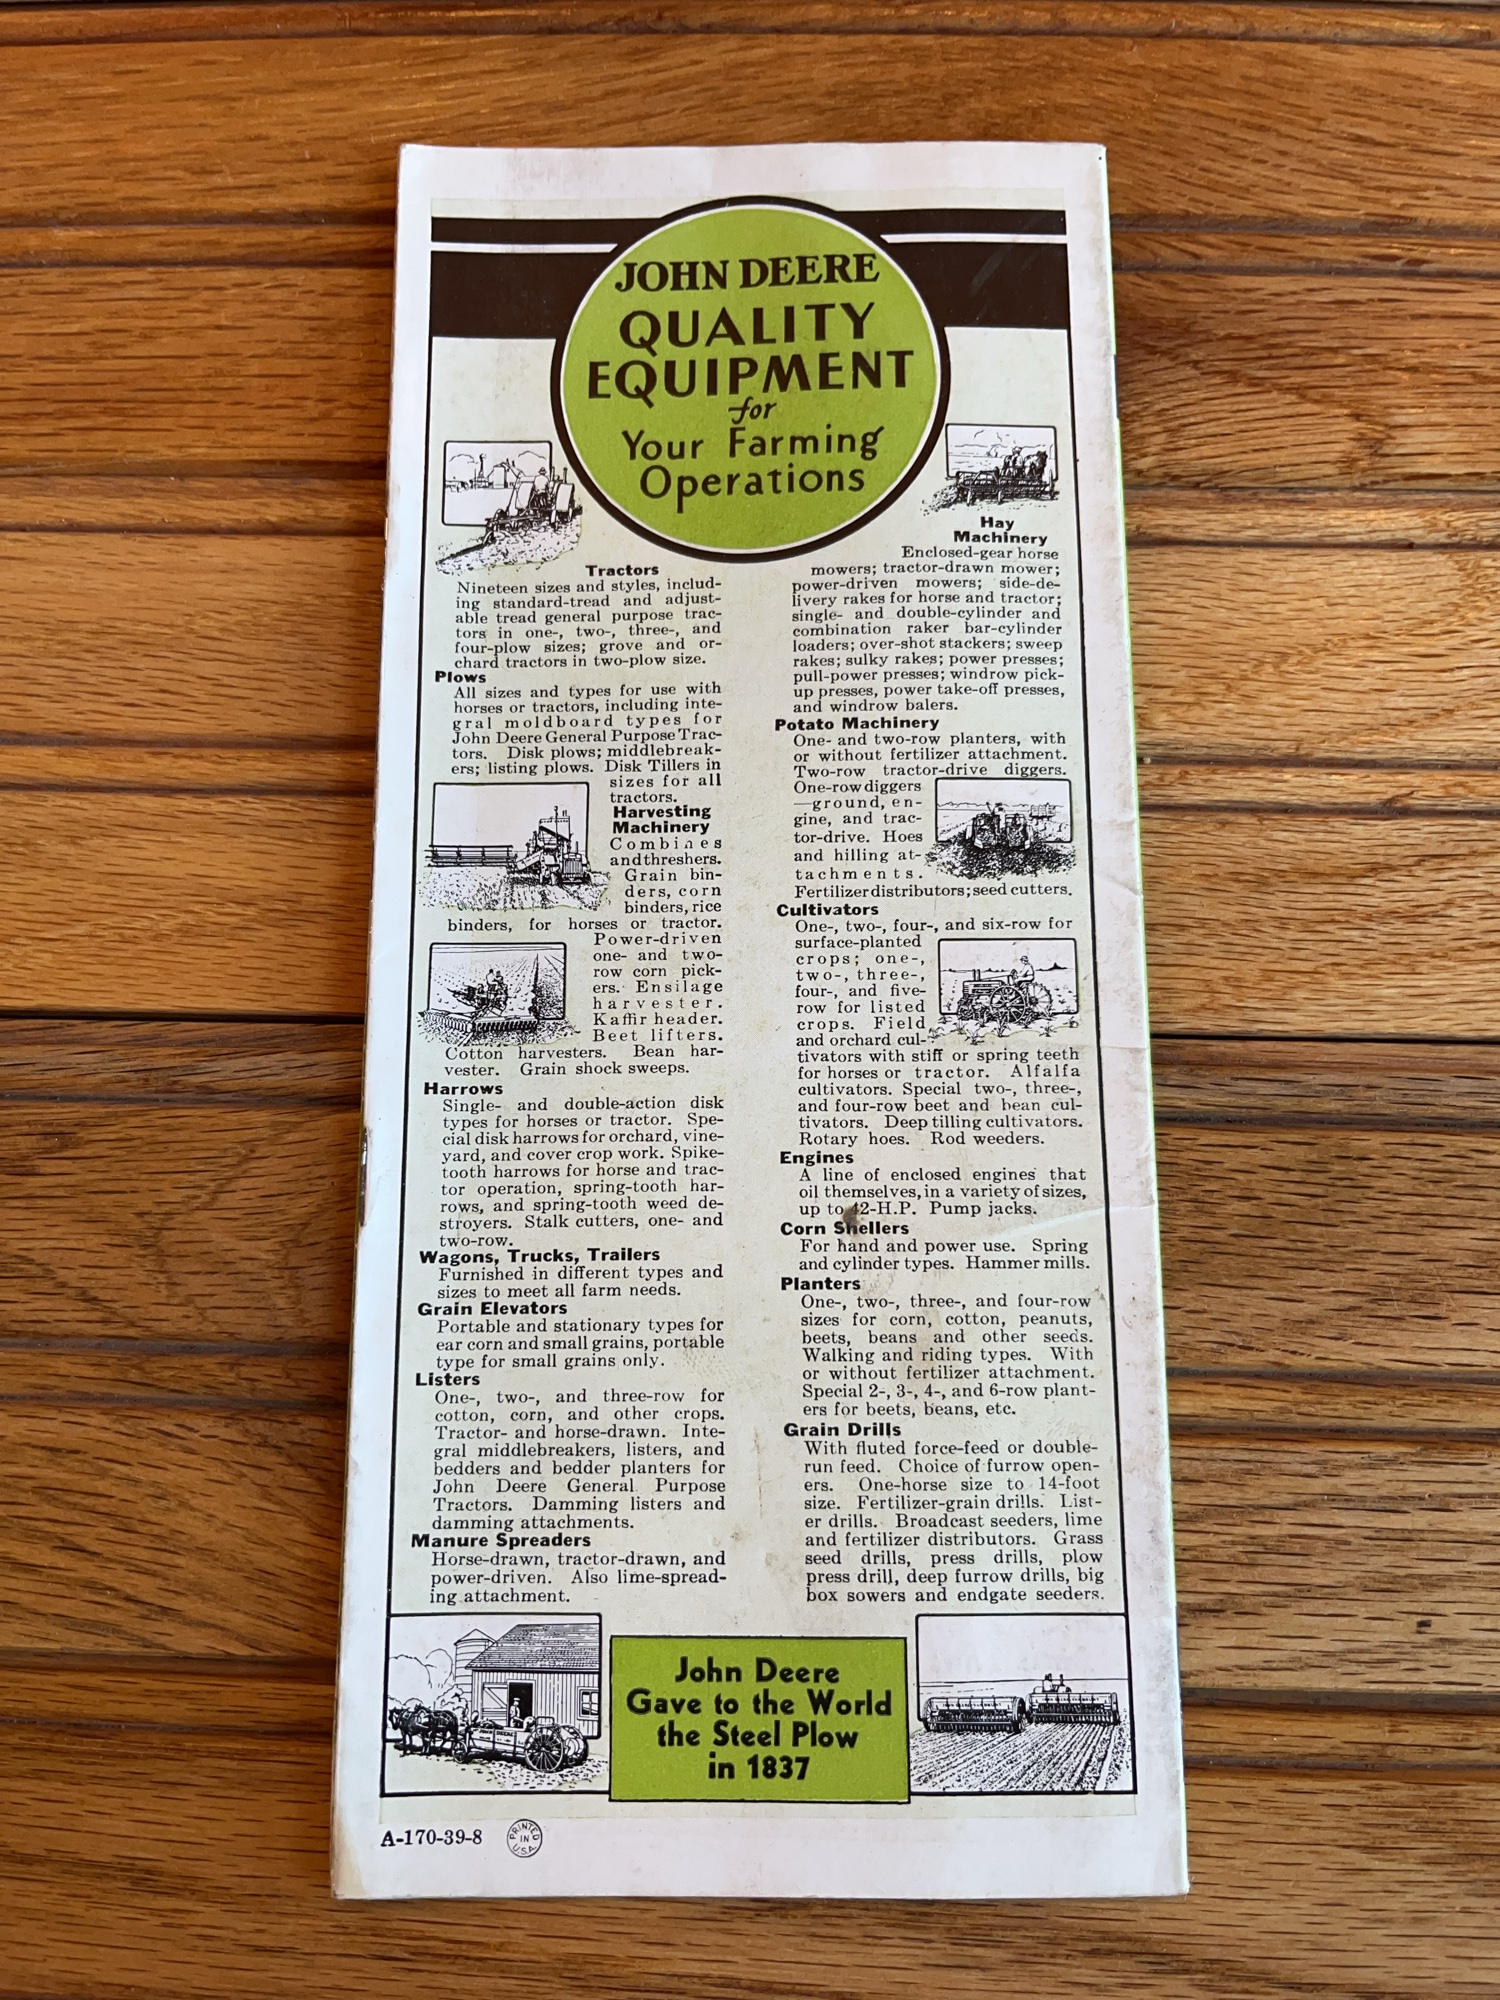 JOHN DEERE
QUALITY
EQUIPMENT
for
Your Farming
Operations
Tractors
Nineteen sizes and styles, includ-
ing standard-tread and adjust-
able tread general purpose trac-
tors in one-, two-, three-, and
four-plow sizes; grove and or-
chard tractors in two-plow size.
Plows
All sizes and types for use with
horses or tractors, including inte-
gral moldboard types for
John Deere General Purpose Trac-
tors. Disk plows; middlebreak-
ers; listing plows. Disk Tillers in
sizes for all
tractors.
Harvesting
Machinery
Combines
and threshers.
Grain bin-
ders, corn
binders, rice
binders, for horses or tractor.
Power-driven
one- and two-
row corn pick-
ers. Ensilage
harvester.
Kaffir header.
Beet lifters.
Cotton harvesters. Bean har-
vester. Grain shock sweeps.
Harrows
Single- and double-action disk
types for horses or tractor. Spe-
cial disk harrows for orchard, vine-
yard, and cover crop work. Spike-
tooth harrows for horse and trac-
tor operation, spring-tooth har-
rows, and spring-tooth weed de-
stroyers. Stalk cutters, one- and
two-row.
Wagons, Trucks, Trailers
Furnished in different types and
sizes to meet all farm needs.
Grain Elevators
Portable and stationary types for
ear corn and small grains, portable
type for small grains only.
Listers
One-, two-, and three-row for
cotton, corn, and other crops.
Tractor- and horse-drawn. Inte-
gral middlebreakers, listers, and
bedders and bedder planters for
John Deere General Purpose
Tractors. Damming listers and
damming attachments.
Manure Spreaders
Horse-drawn, tractor-drawn, and
power-driven. Also lime-spread-
ing attachment.
Hay
Machinery
Enclosed-gear horse
mowers; tractor-drawn mower;
power-driven mowers; side-de-
livery rakes for horse and tractor;
single- and double-cylinder and
combination raker bar-cylinder
loaders; over-shot stackers; sweep
rakes; sulky rakes; power presses;
pull-power presses; windrow pick-
up presses, power take-off presses,
and windrow balers.
Potato Machinery
One- and two-row planters, with
or without fertilizer attachment.
Two-row tractor-drive diggers.
One-row diggers
—ground, en-
gine, and trac-
tor-drive. Hoes
and hilling at-
tachments.
Fertilizer distributors; seed cutters.
Cultivators
One-, two-, four-, and six-row for
surface-planted
crops; one-,
two-, three-,
four-, and five-
row for listed
crops. Field
and orchard cul-
tivators with stiff or spring teeth
for horses or tractor. Alfalfa
cultivators. Special two-, three-,
and four-row beet and bean cul-
tivators. Deep tilling cultivators.
Rotary hoes. Rod weeders.
Engines
A line of enclosed engines that
oil themselves, in a variety of sizes,
up to 42-H.P. Pump jacks.
Corn Shellers
For hand and power use. Spring
and cylinder types. Hammer mills.
Planters
One-, two-, three-, and four-row
sizes for corn, cotton, peanuts,
beets, beans and other seeds.
Walking and riding types. With
or without fertilizer attachment.
Special 2-, 3-, 4-, and 6-row plant-
ers for beets, beans, etc.
Grain Drills
With fluted force-feed or double-
run feed. Choice of furrow open-
ers. One-horse size to 14-foot
size. Fertilizer-grain drills. List-
er drills. Broadcast seeders, lime
and fertilizer distributors. Grass
seed drills, press drills, plow
press drill, deep furrow drills, big
box sowers and endgate seeders.
JOHN DEERE
John Deere
Gave to the World
the Steel Plow
in 1837
A-170-39-8
PRINTED
IN
U.S.A.